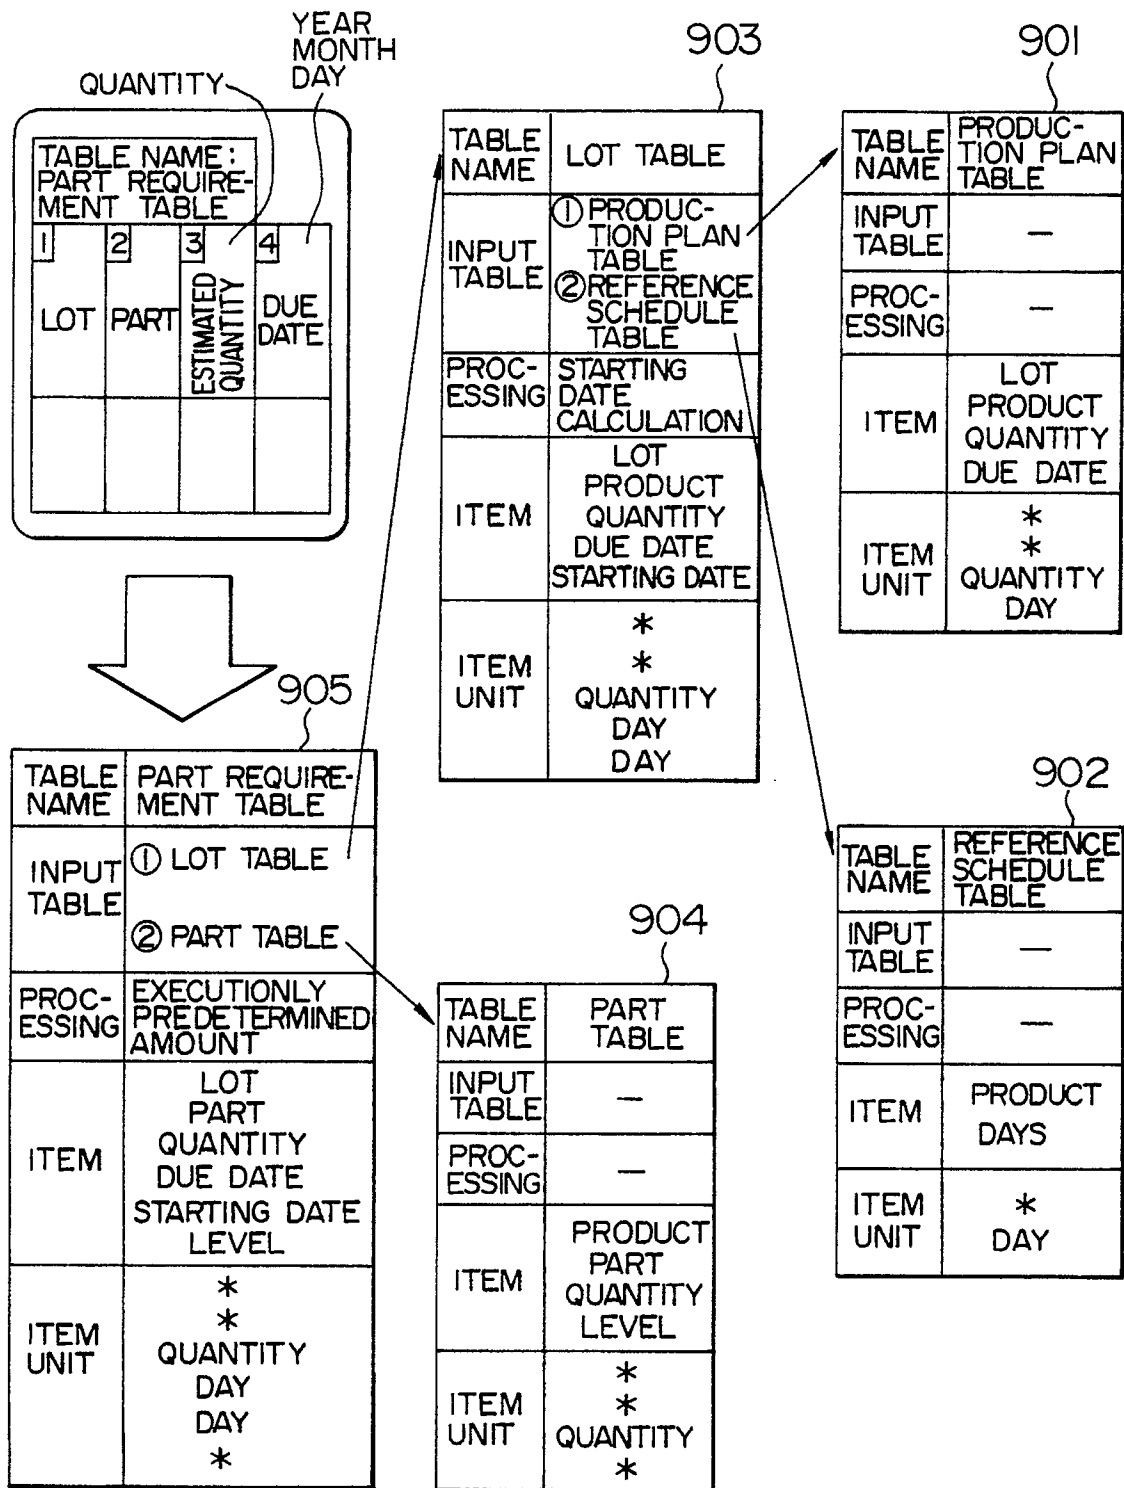 YEAR
MONTH
DAY
QUANTITY
TABLE NAME:
PART REQUIRE-
MENT TABLE
1 2 3 4
LOT
PART
ESTIMATED
QUANTITY
DUE
DATE
903
TABLE
NAME
LOT TABLE
INPUT
TABLE
① PRODUC-
TION PLAN
TABLE
② REFERENCE
SCHEDULE
TABLE
PROC-
ESSING
STARTING
DATE
CALCULATION
ITEM
LOT
PRODUCT
QUANTITY
DUE DATE
STARTING DATE
ITEM
UNIT
*
*
QUANTITY
DAY
DAY
901
TABLE
NAME
PRODUC-
TION PLAN
TABLE
INPUT
TABLE
—
PROC-
ESSING
—
ITEM
LOT
PRODUCT
QUANTITY
DUE DATE
ITEM
UNIT
*
*
QUANTITY
DAY
905
TABLE
NAME
PART REQUIRE-
MENT TABLE
INPUT
TABLE
① LOT TABLE
② PART TABLE
PROC-
ESSING
EXECUTIONLY
PREDETERMINED
AMOUNT
ITEM
LOT
PART
QUANTITY
DUE DATE
STARTING DATE
LEVEL
ITEM
UNIT
*
*
QUANTITY
DAY
DAY
*
904
TABLE
NAME
PART
TABLE
INPUT
TABLE
—
PROC-
ESSING
—
ITEM
PRODUCT
PART
QUANTITY
LEVEL
ITEM
UNIT
*
*
QUANTITY
*
902
TABLE
NAME
REFERENCE
SCHEDULE
TABLE
INPUT
TABLE
—
PROC-
ESSING
—
ITEM
PRODUCT
DAYS
ITEM
UNIT
*
DAY